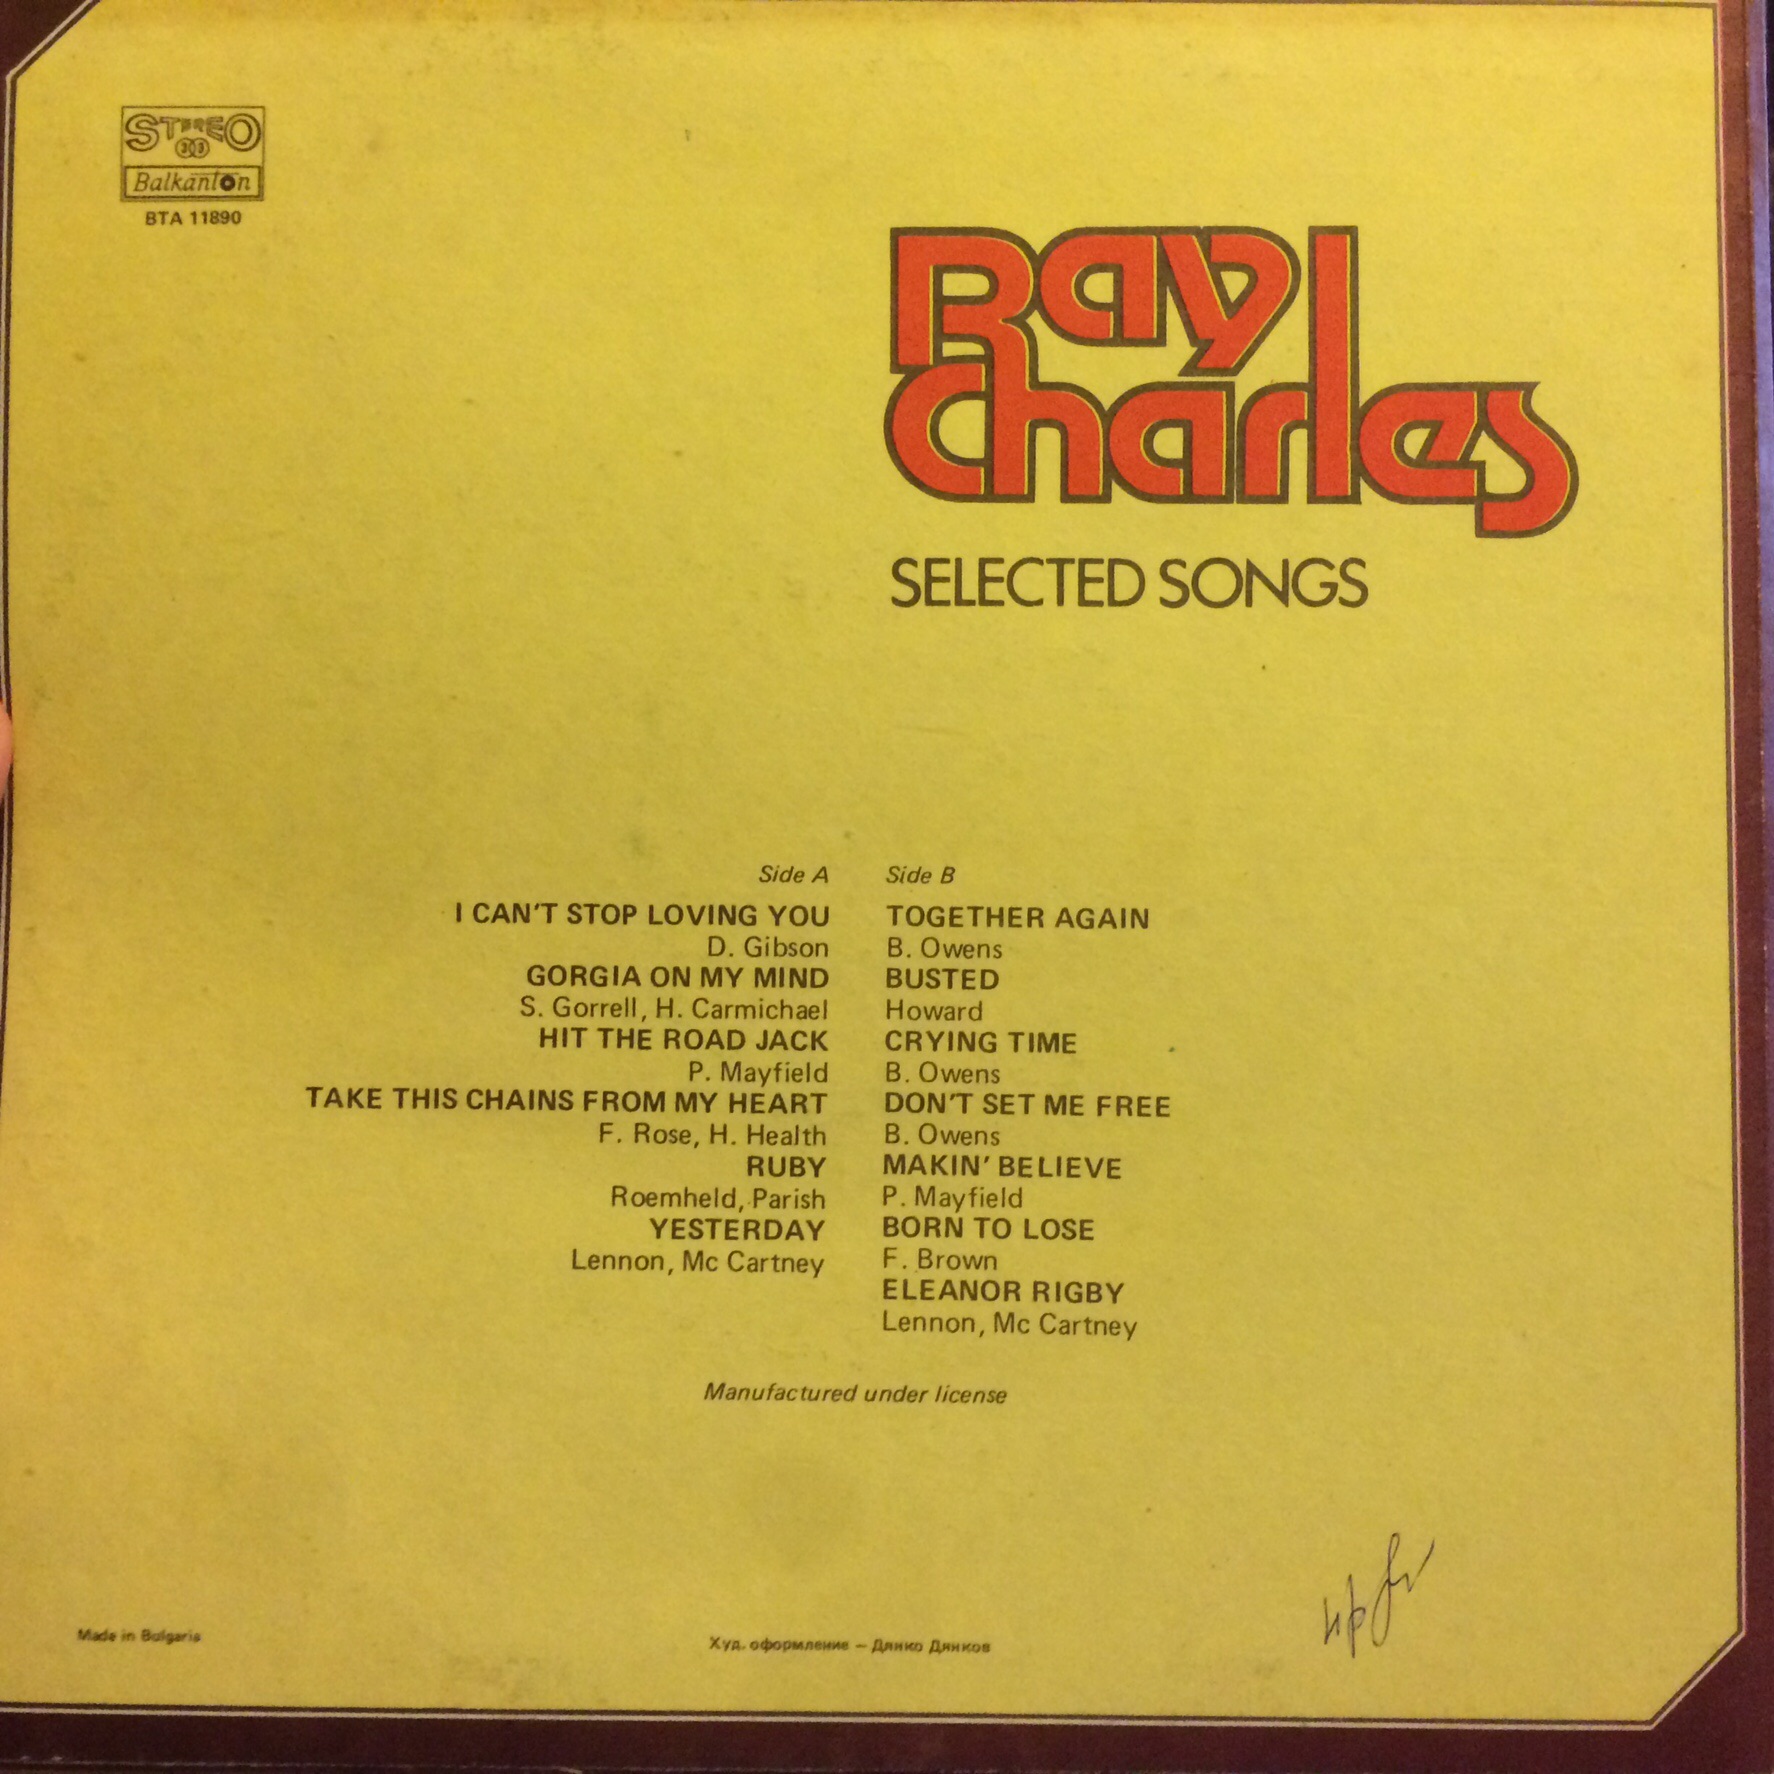 STEREO
33
Balkanton
BTA 11890
Ray
Charles
SELECTED SONGS
Side A
I CAN'T STOP LOVING YOU
D. Gibson
GORGIA ON MY MIND
S. Gorrell, H. Carmichael
HIT THE ROAD JACK
P. Mayfield
TAKE THIS CHAINS FROM MY HEART
F. Rose, H. Health
RUBY
Roemheld, Parish
YESTERDAY
Lennon, Mc Cartney
Side B
TOGETHER AGAIN
B. Owens
BUSTED
Howard
CRYING TIME
B. Owens
DON'T SET ME FREE
B. Owens
MAKIN' BELIEVE
P. Mayfield
BORN TO LOSE
F. Brown
ELEANOR RIGBY
Lennon, Mc Cartney
Manufactured under license
Made in Bulgaria
Худ. оформление — Дянко Дянков